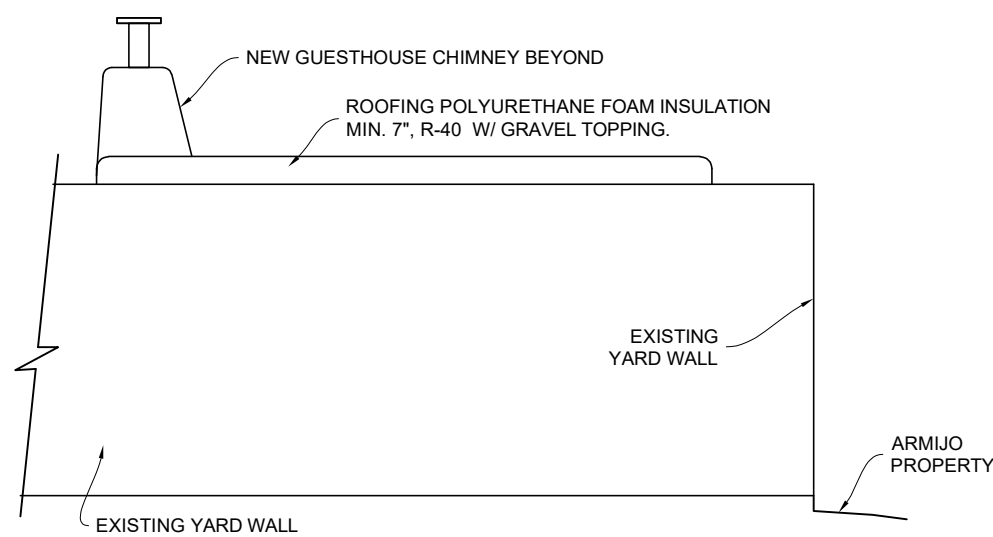 NEW GUESTHOUSE CHIMNEY BEYOND
ROOFING POLYURETHANE FOAM INSULATION
MIN. 7", R-40 W/ GRAVEL TOPPING.
EXISTING
YARD WALL
ARMIJO
PROPERTY
EXISTING YARD WALL